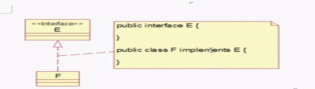 <<Interface>>
E
F
public interface E {
}
public class F implements E {
}